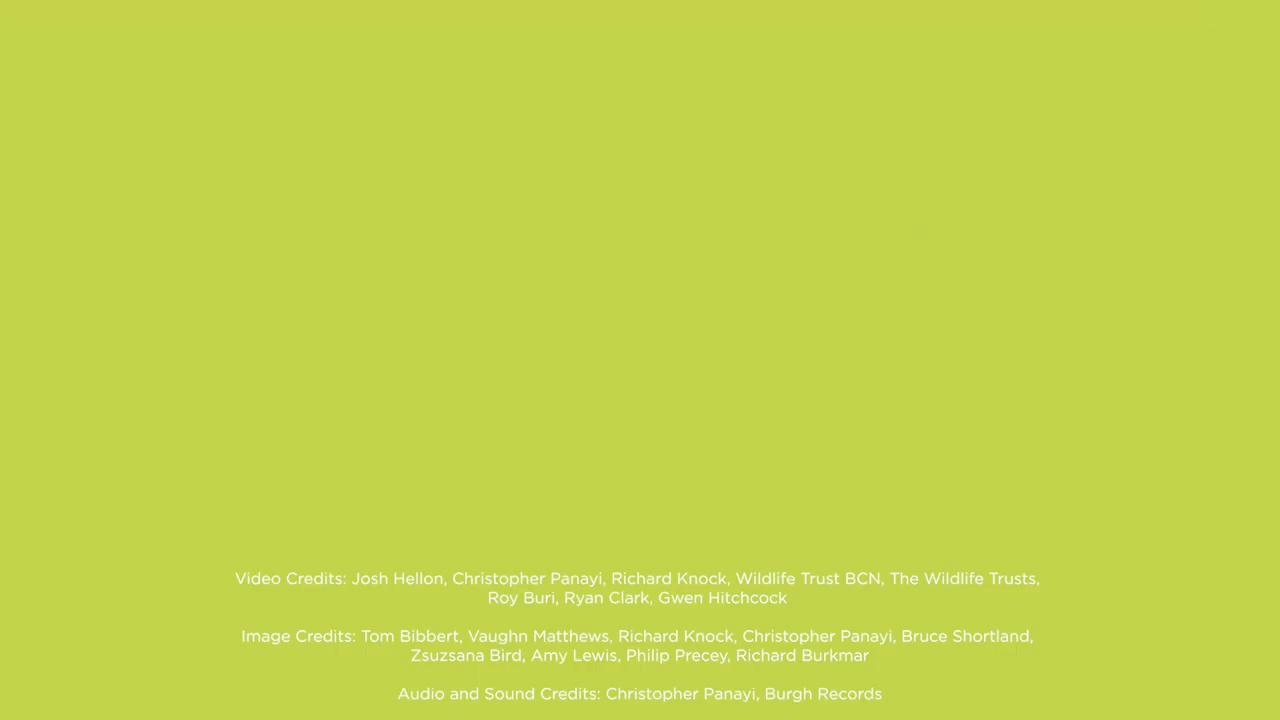 Video Credits: Josh Hellon, Christopher Panayi, Richard Knock, Wildlife Trust BCN, The Wildlife Trusts,
Roy Buri, Ryan Clark, Gwen Hitchcock
Image Credits: Tom Bibbert, Vaughn Matthews, Richard Knock, Christopher Panayi, Bruce Shortland,
Zsuzsana Bird, Amy Lewis, Philip Precey, Richard Burkmar
Audio and Sound Credits: Christopher Panayi, Burgh Records